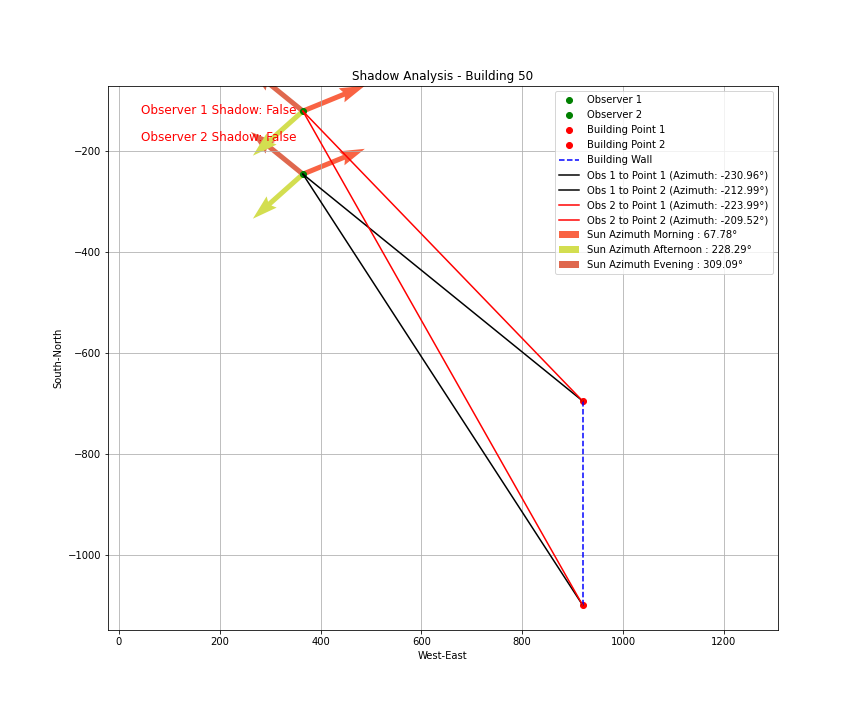 Shadow Analysis - Building 50
Observer 1 Shadow: False
Observer 2 Shadow: False
Observer 1
Observer 2
Building Point 1
Building Point 2
Building Wall
Obs 1 to Point 1 (Azimuth: -230.96°)
Obs 1 to Point 2 (Azimuth: -212.99°)
Obs 2 to Point 1 (Azimuth: -223.99°)
Obs 2 to Point 2 (Azimuth: -209.52°)
Sun Azimuth Morning : 67.78°
Sun Azimuth Afternoon : 228.29°
Sun Azimuth Evening : 309.09°
South-North
−200
−400
−600
−800
−1000
0
200
400
600
800
1000
1200
West-East